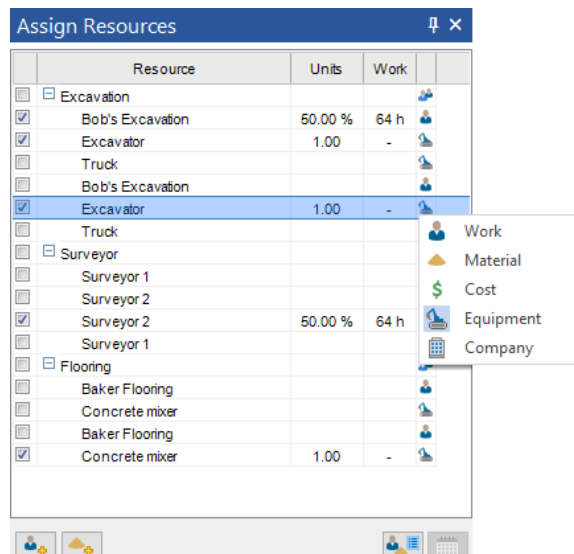 Assign Resources
Resource Units Work
Excavation
Bob's Excavation 50.00 % 64 h
Excavator 1.00 -
Truck
Bob's Excavation
Excavator 1.00 -
Truck
Surveyor
Surveyor 1
Surveyor 2
Surveyor 2 50.00 % 64 h
Surveyor 1
Flooring
Baker Flooring
Concrete mixer
Baker Flooring
Concrete mixer 1.00 -
Work
Material
$ Cost
Equipment
Company